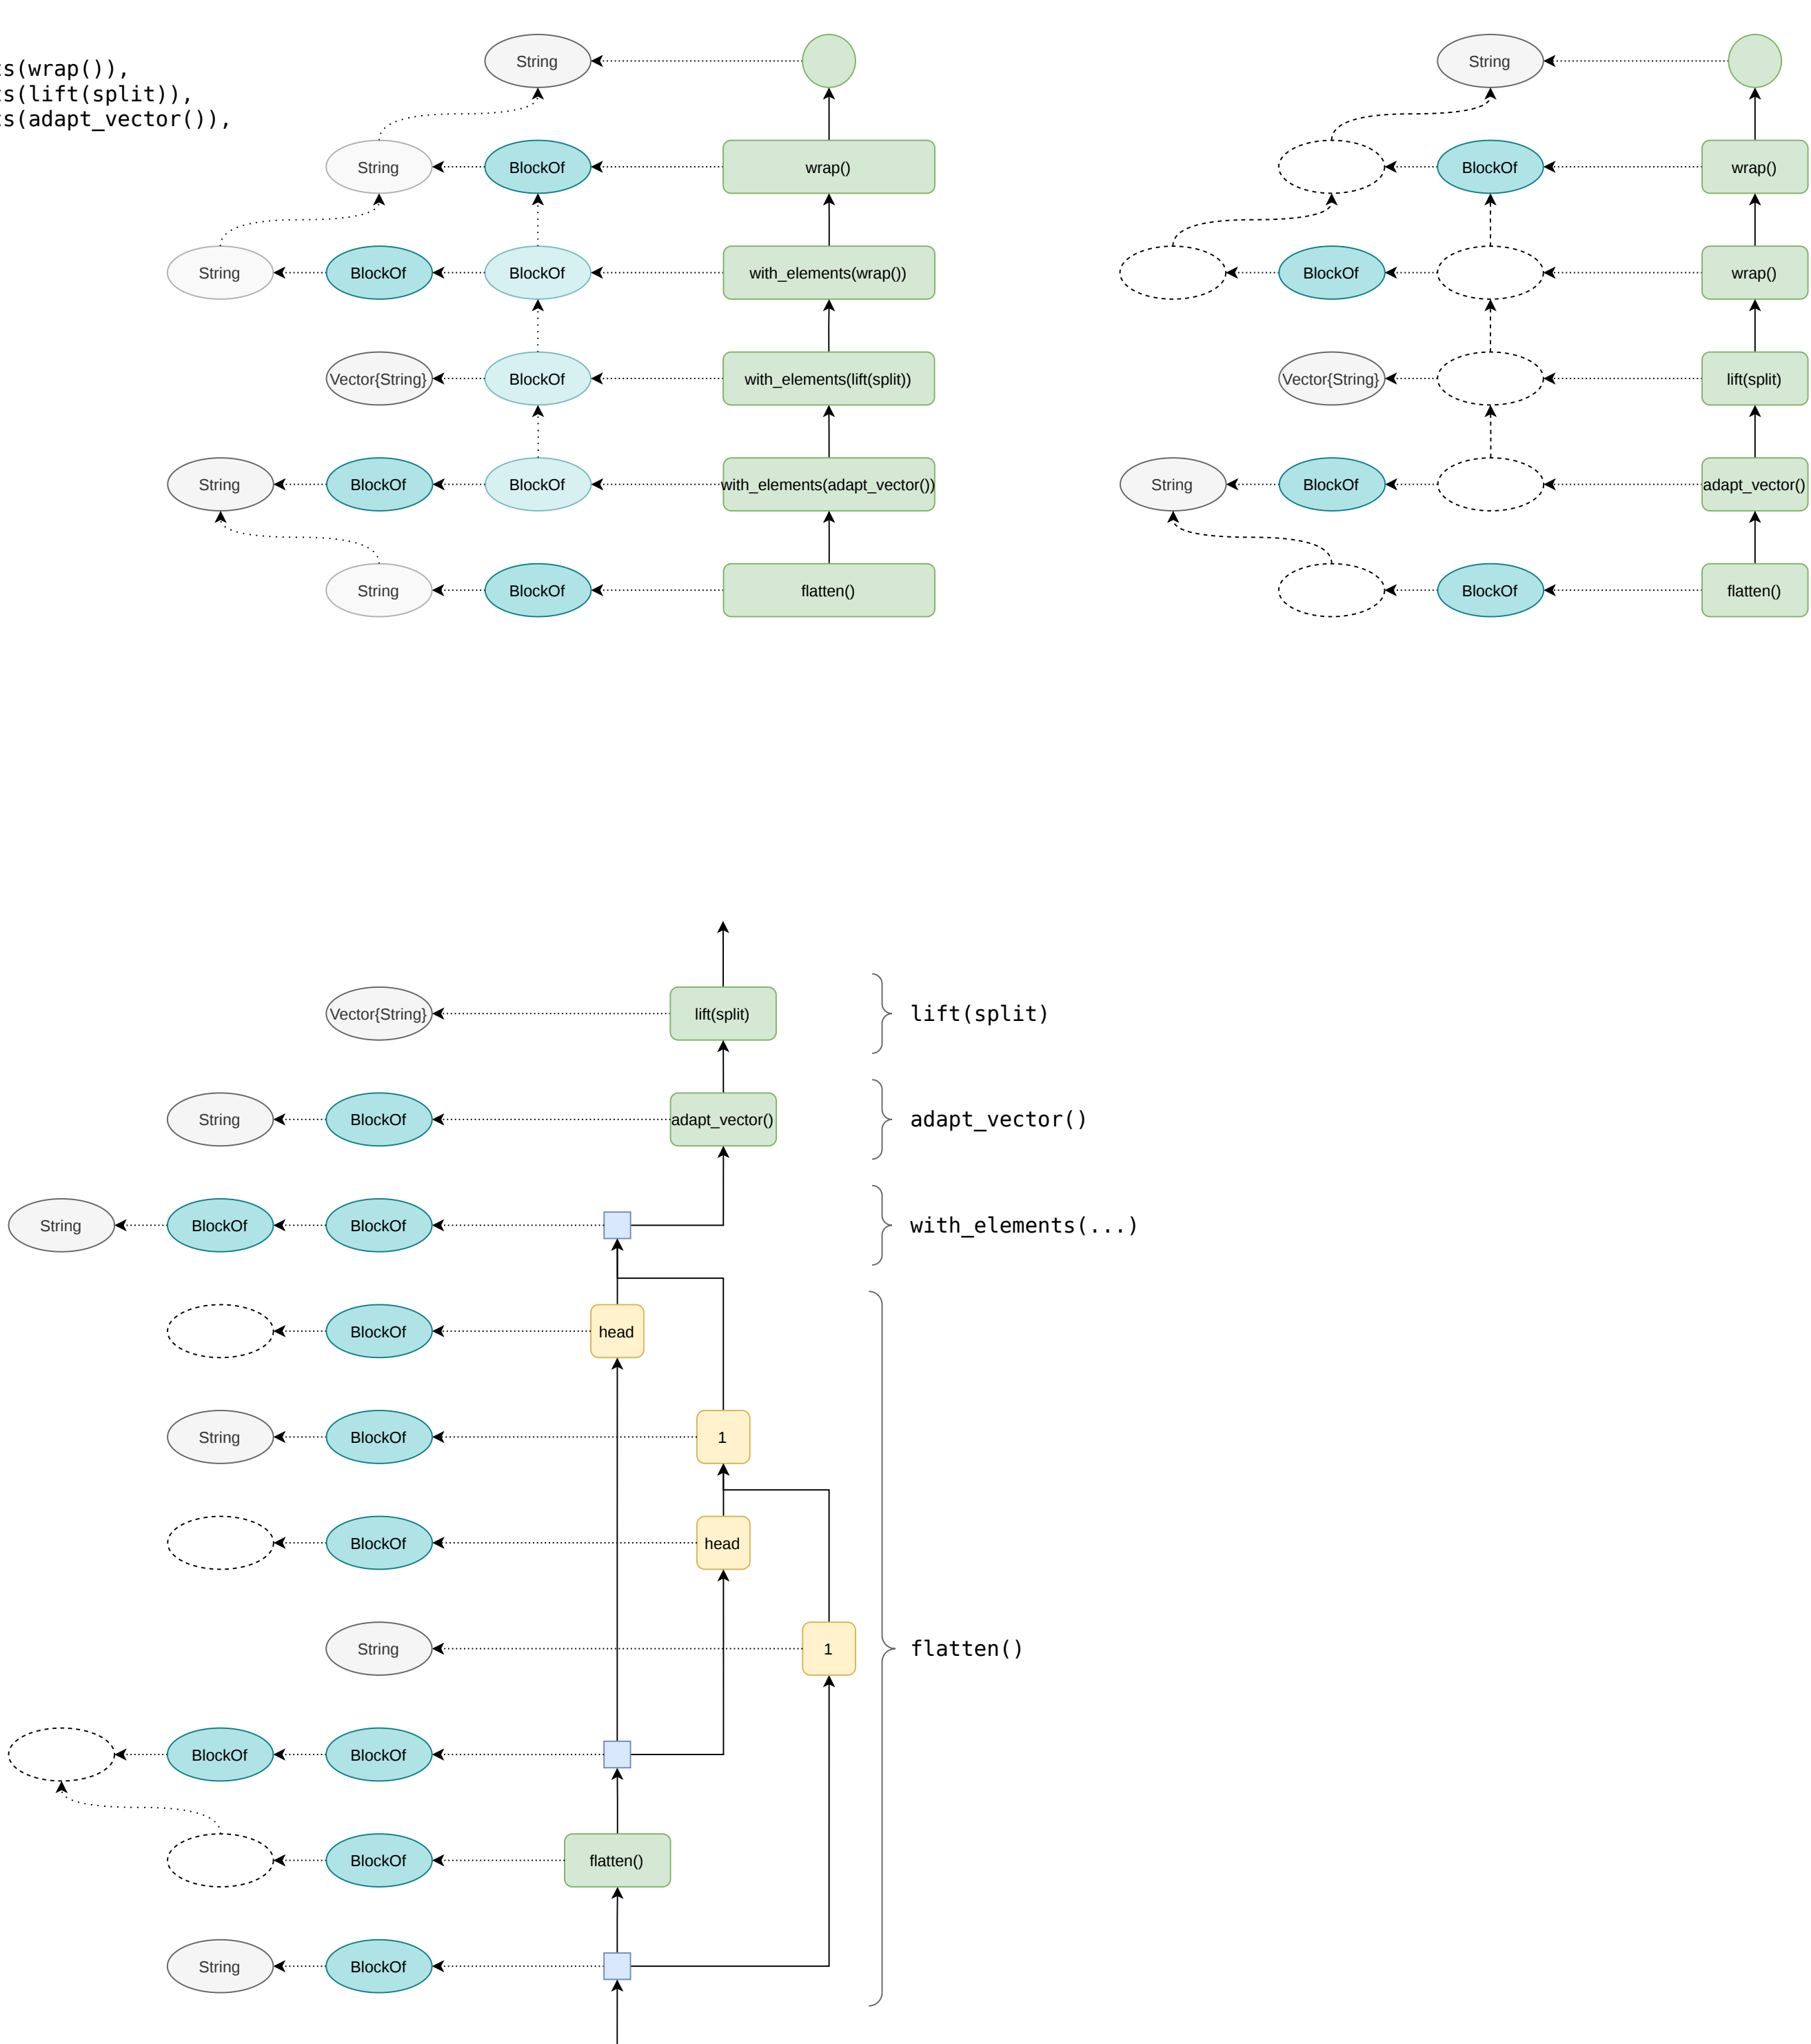 String
String
ts(wrap()),
ts(lift(split)),
ts(adapt_vector()),
String
BlockOf
wrap()
BlockOf
wrap()
String
BlockOf
BlockOf
with_elements(wrap())
BlockOf
wrap()
Vector{String}
BlockOf
with_elements(lift(split))
Vector{String}
lift(split)
String
BlockOf
BlockOf
with_elements(adapt_vector())
String
BlockOf
adapt_vector()
String
BlockOf
flatten()
BlockOf
flatten()
Vector{String}
lift(split)
lift(split)
String
BlockOf
adapt_vector()
adapt_vector()
String
BlockOf
BlockOf
with_elements(...)
BlockOf
head
String
BlockOf
1
BlockOf
head
String
1
flatten()
BlockOf
BlockOf
BlockOf
flatten()
String
BlockOf